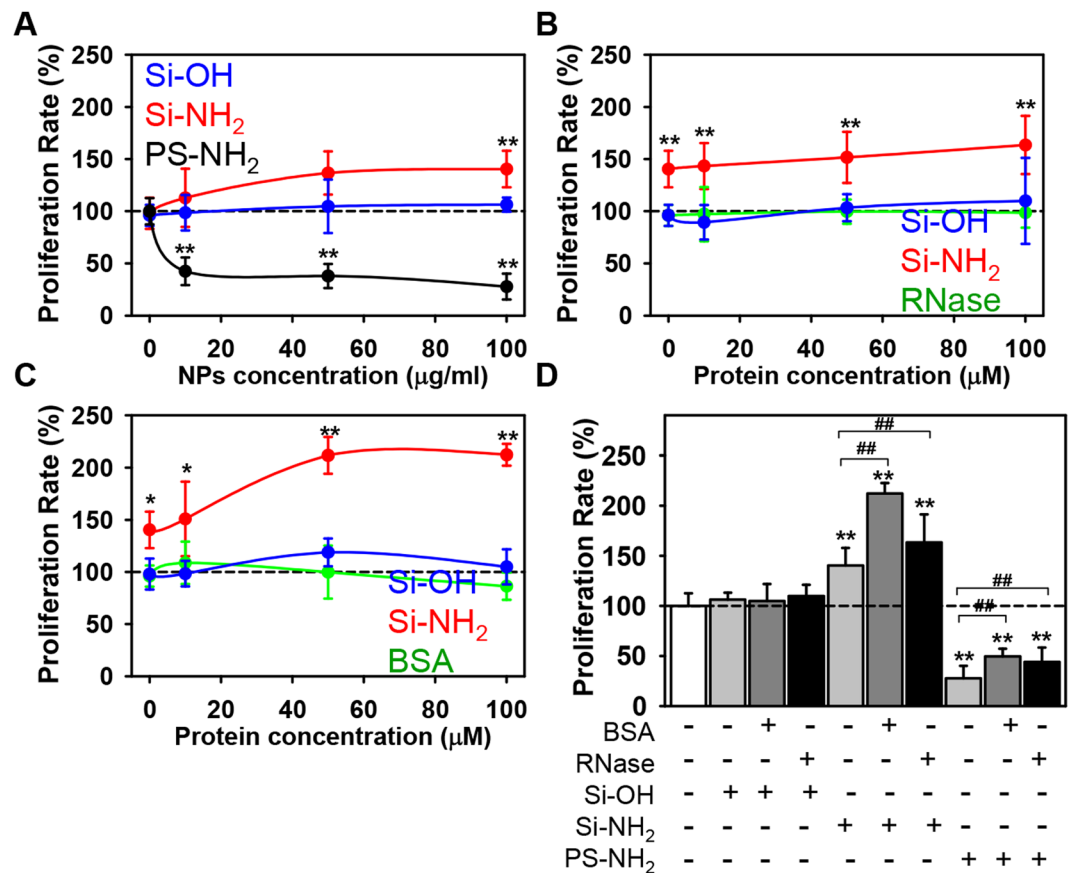 A
Proliferation Rate (%)
250
200
150
100
50
0
Si-OH
Si-NH2
PS-NH2
**
**
**
**
0 20 40 60 80 100
NPs concentration (μg/ml)
B
Proliferation Rate (%)
250
200
150
100
50
0
**
**
**
**
Si-OH
Si-NH2
RNase
0 20 40 60 80 100
Protein concentration (μM)
C
Proliferation Rate (%)
250
200
150
100
50
0
*
*
**
**
Si-OH
Si-NH2
BSA
0 20 40 60 80 100
Protein concentration (μM)
D
Proliferation Rate (%)
250
200
150
100
50
0
##
##
**
**
**
##
##
**
**
**
BSA - - + - - + - - + -
RNase - - - + - - + - - +
Si-OH - + + + - - - - - -
Si-NH2 - - - - + + + - - -
PS-NH2 - - - - - - - + + +